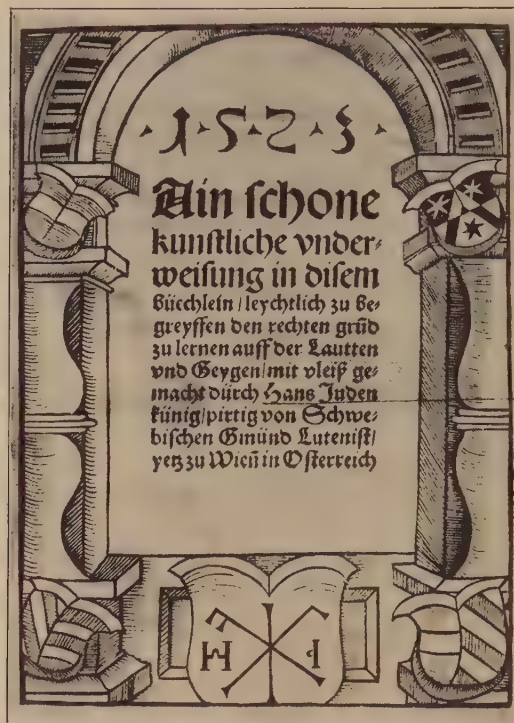 · 1 · 5 · 2 · 3 ·
Ain schone
kunstliche vnder⸗
weisung in disem
Büechlein / leychtlich zu be⸗
greyffen den rechten grūd
zu lernen auff der Lautten
vnd Geygen / mit vleiß ge⸗
macht dürch Hans Juden
künig / pirtig von Schwe⸗
bischen Gmünd Lutenist /
yetz zu Wieñ in Osterreich
H I